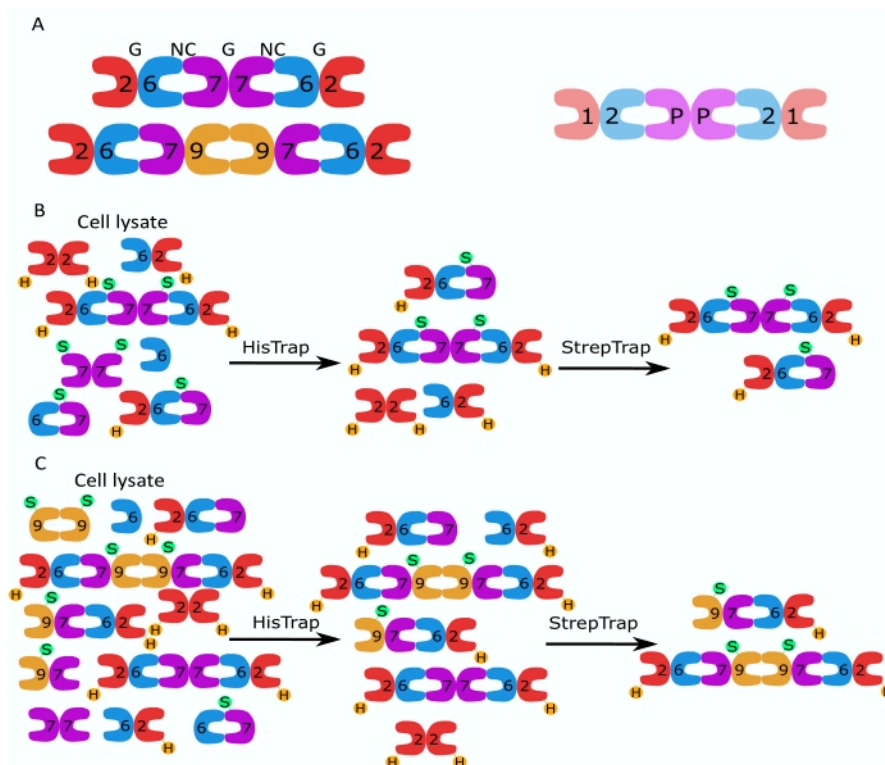 A
G NC G NC G
2 6 7 7 6 2
1 2 P P 2 1
2 6 7 9 9 7 6 2
B
Cell lysate
2 2 6 2
H H S S H
2 6 7 7 6 2
H H
S S
7 7 6
S S
6 7 2 6 7
H
HisTrap
S
2 6 7
H
S S
2 6 7 7 6 2
H H
2 2 6 2
H H H
StrepTrap
S S
2 6 7 7 6 2
H S H
2 6 7
H
C
Cell lysate
S S
9 9 6 2 6 7
H
S S
2 6 7 9 9 7 6 2
H S H
9 7 6 2 2 2
H H
S H
9 7 2 6 7 7 6 2
H H
S
7 7 6 2 6 7
H
HisTrap
2 6 7 6 2
H S S H
2 6 7 9 9 7 6 2
H S H
9 7 6 2
H
2 6 7 7 6 2
H H
2 2
H H
StrepTrap
S
9 7 6 2
S S H
2 6 7 9 9 7 6 2
H H